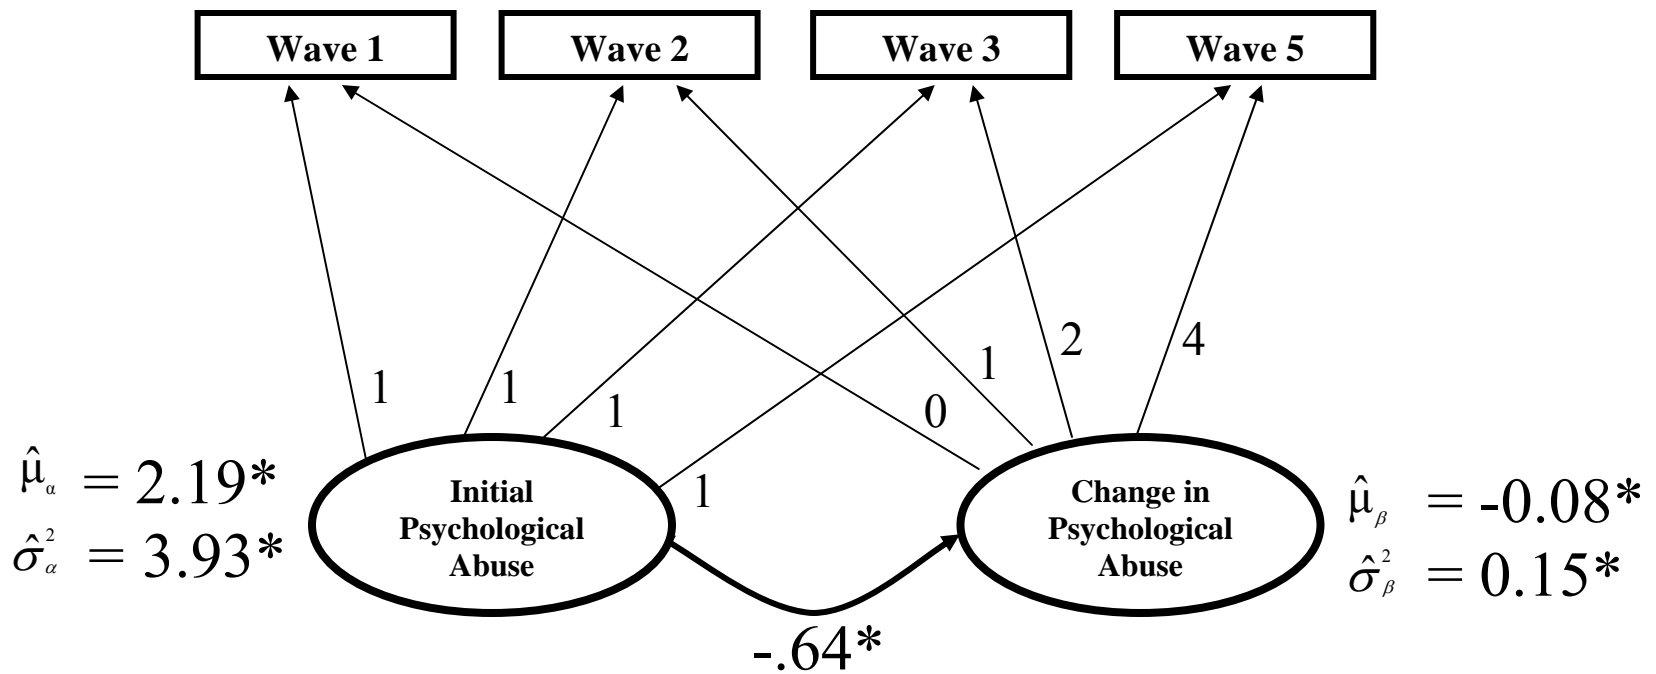 Wave 1
Wave 2
Wave 3
Wave 5
1
1
1
1
0
1
2
4
μ̂α = 2.19*
σ̂²α = 3.93*
Initial
Psychological
Abuse
Change in
Psychological
Abuse
μ̂β = -0.08*
σ̂²β = 0.15*
-.64*